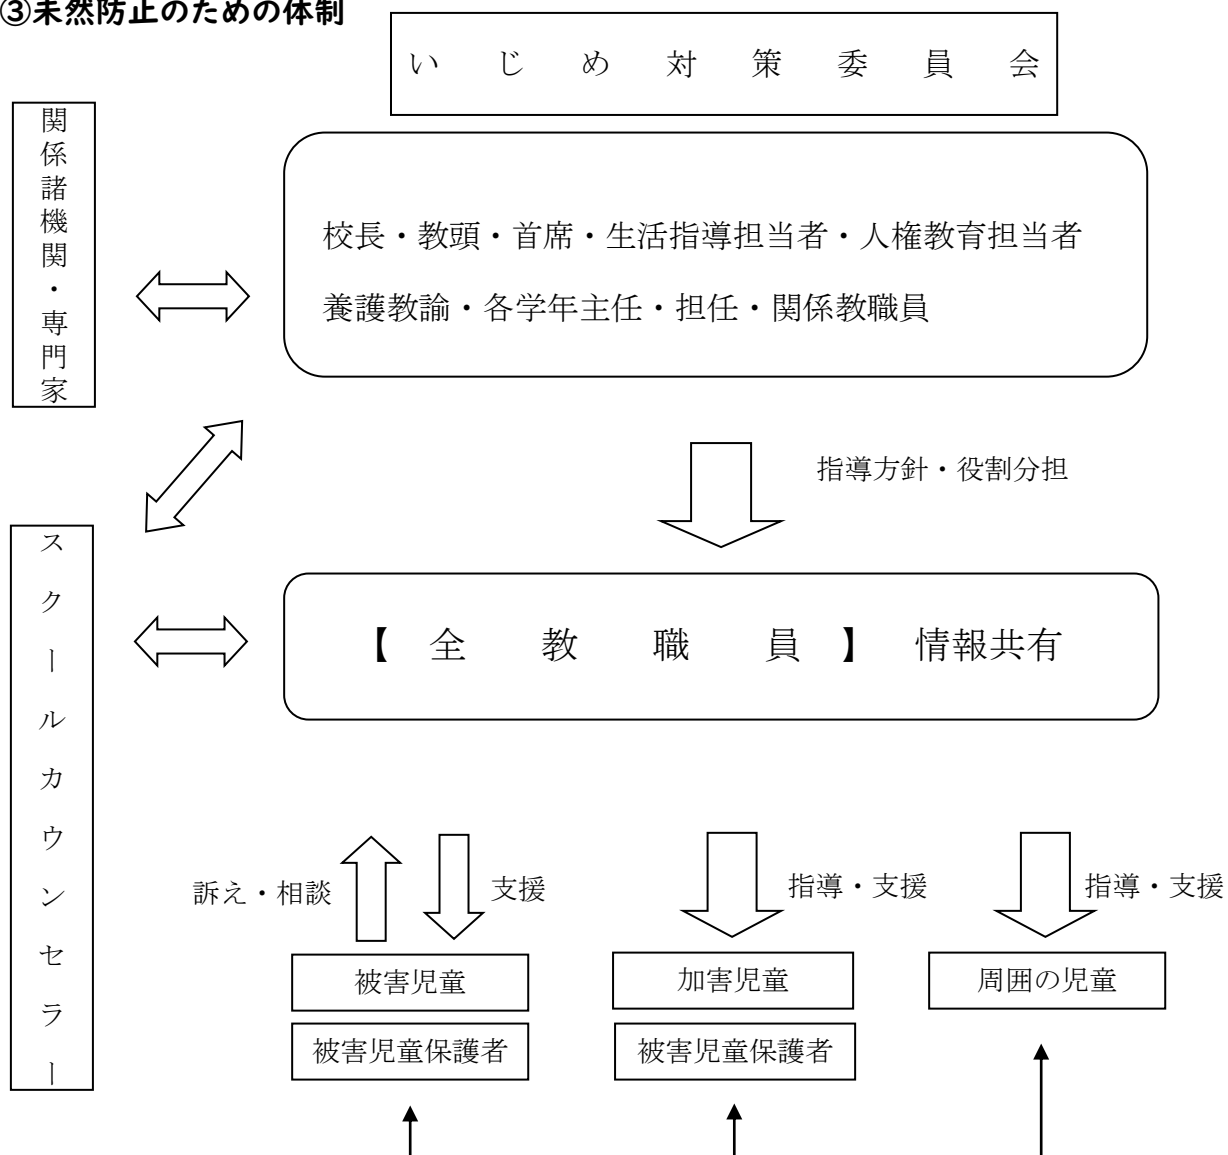 ③未然防止のための体制
いじめ対策委員会
関係諸機関・専門家
校長・教頭・首席・生活指導担当者・人権教育担当者
養護教諭・各学年主任・担任・関係教職員
指導方針・役割分担
スクールカウンセラー
【全教職員】 情報共有
訴え・相談
支援
指導・支援
指導・支援
被害児童
加害児童
周囲の児童
被害児童保護者
被害児童保護者